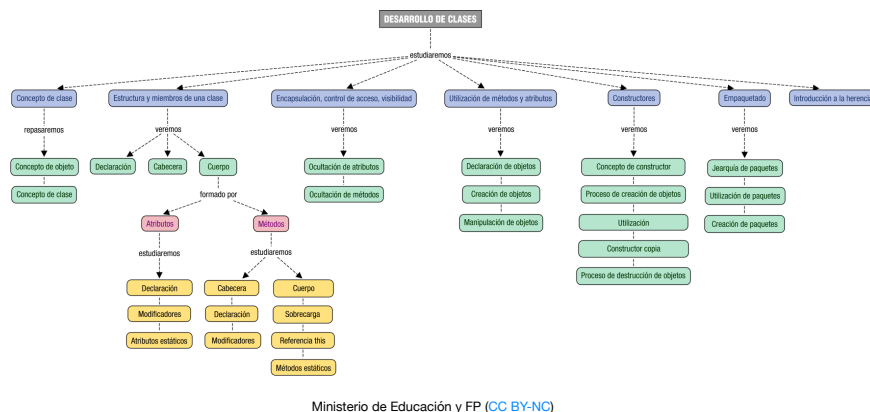 DESARROLLO DE CLASES
estudiaremos
Concepto de clase
Estructura y miembros de una clase
Encapsulación, control de acceso, visibilidad
Utilización de métodos y atributos
Constructores
Empaquetado
Introducción a la herencia
repasaremos
veremos
veremos
veremos
veremos
veremos
Concepto de objeto
Declaración
Cabecera
Cuerpo
Ocultación de atributos
Declaración de objetos
Concepto de constructor
Jerarquía de paquetes
Concepto de clase
Ocultación de métodos
Creación de objetos
Proceso de creación de objetos
Utilización de paquetes
formado por
Atributos
Métodos
Manipulación de objetos
Utilización
Creación de paquetes
estudiaremos
estudiaremos
Constructor copia
Proceso de destrucción de objetos
Declaración
Cabecera
Cuerpo
Modificadores
Declaración
Sobrecarga
Atributos estáticos
Modificadores
Referencia this
Métodos estáticos
Ministerio de Educación y FP (CC BY-NC)